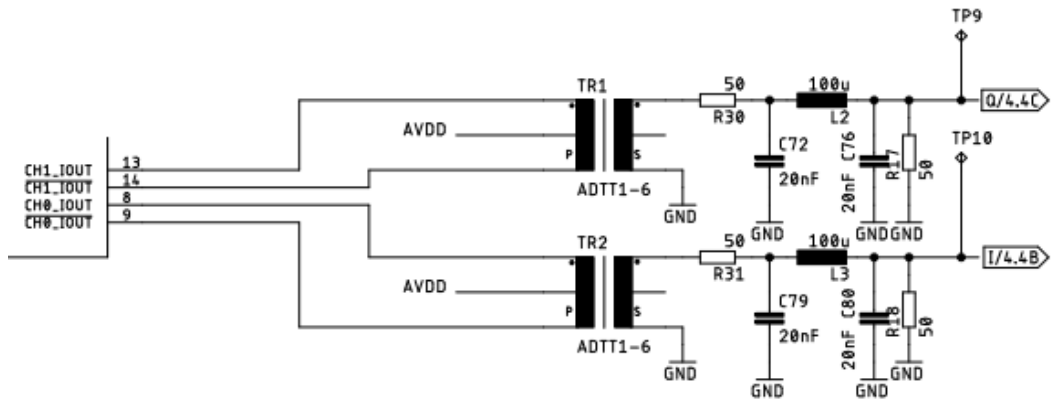 TP9
TR1
50
100u
Q/4.4C
R30
L2
AVDD
TP10
C72
C76
R17
CH1_IOUT
13
P
S
CH1_IOUT
14
ADTT1-6
20nF
20nF
50
CH0_IOUT
8
CH0_IOUT
9
GND
GND
GND
GND
TR2
50
100u
I/4.4B
R31
L3
AVDD
C79
C80
R18
P
S
20nF
20nF
50
ADTT1-6
GND
GND
GND
GND